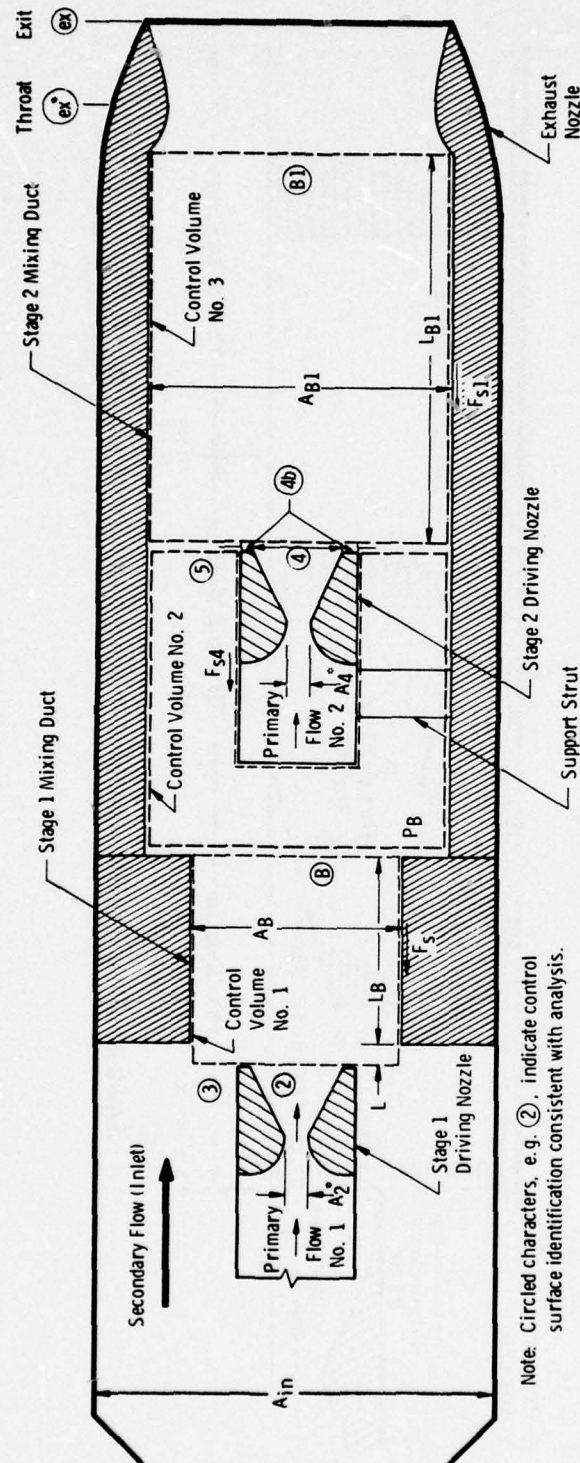 Throat
Exit
ex*
ex
Stage 2 Mixing Duct
Stage 1 Mixing Duct
Control Volume No. 2
Control Volume
No. 3
Secondary Flow (Inlet)
Control
Volume
No. 1
A_in
3
2
Primary
Flow
No. 1
A_2*
Stage 1
Driving Nozzle
L
L_B
A_B
B
F_s
P_B
F_s4
5
4
4b
Primary
Flow
No. 2
A_4*
A_B1
L_B1
B1
F_s1
Exhaust
Nozzle
Stage 2 Driving Nozzle
Support Strut
Note: Circled characters, e.g. 2, indicate control
surface identification consistent with analysis.